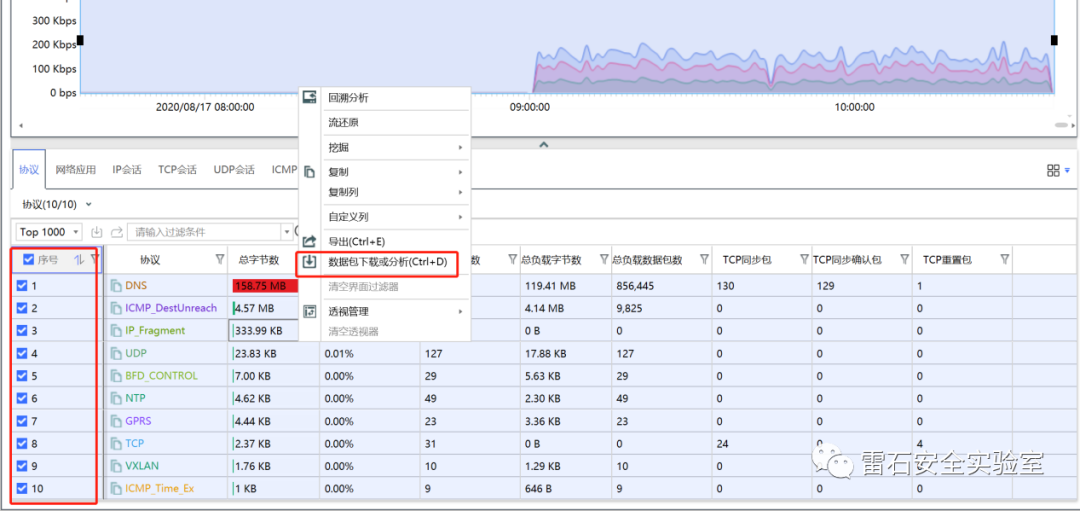 300 Kbps
200 Kbps
100 Kbps
0 bps
2020/08/17 08:00:00 09:00:00 10:00:00
回溯分析
流还原
挖掘
复制
复制列
自定义列
导出(Ctrl+E)
数据包下载或分析(Ctrl+D)
清空界面过滤器
透视管理
清空透视器
协议 网络应用 IP会话 TCP会话 UDP会话 ICMP
协议(10/10)
Top 1000 请输入过滤条件
序号 协议 总字节数 数 总负载字节数 总负载数据包数 TCP同步包 TCP同步确认包 TCP重置包
1 DNS 158.75 MB 119.41 MB 856,445 130 129 1
2 ICMP_DestUnreach 4.57 MB 4.14 MB 9,825 0 0 0
3 IP_Fragment 333.99 KB 0 B 0 0 0 0
4 UDP 23.83 KB 0.01% 127 17.88 KB 127 0 0 0
5 BFD_CONTROL 7.00 KB 0.00% 29 5.63 KB 29 0 0 0
6 NTP 4.62 KB 0.00% 49 2.30 KB 49 0 0 0
7 GPRS 4.44 KB 0.00% 23 3.36 KB 23 0 0 0
8 TCP 2.37 KB 0.00% 31 0 B 0 24 0 4
9 VXLAN 1.76 KB 0.00% 10 1.29 KB 10 0 0 0
10 ICMP_Time_Ex 1 KB 0.00% 9 646 B 9 0 0 0
雷石安全实验室